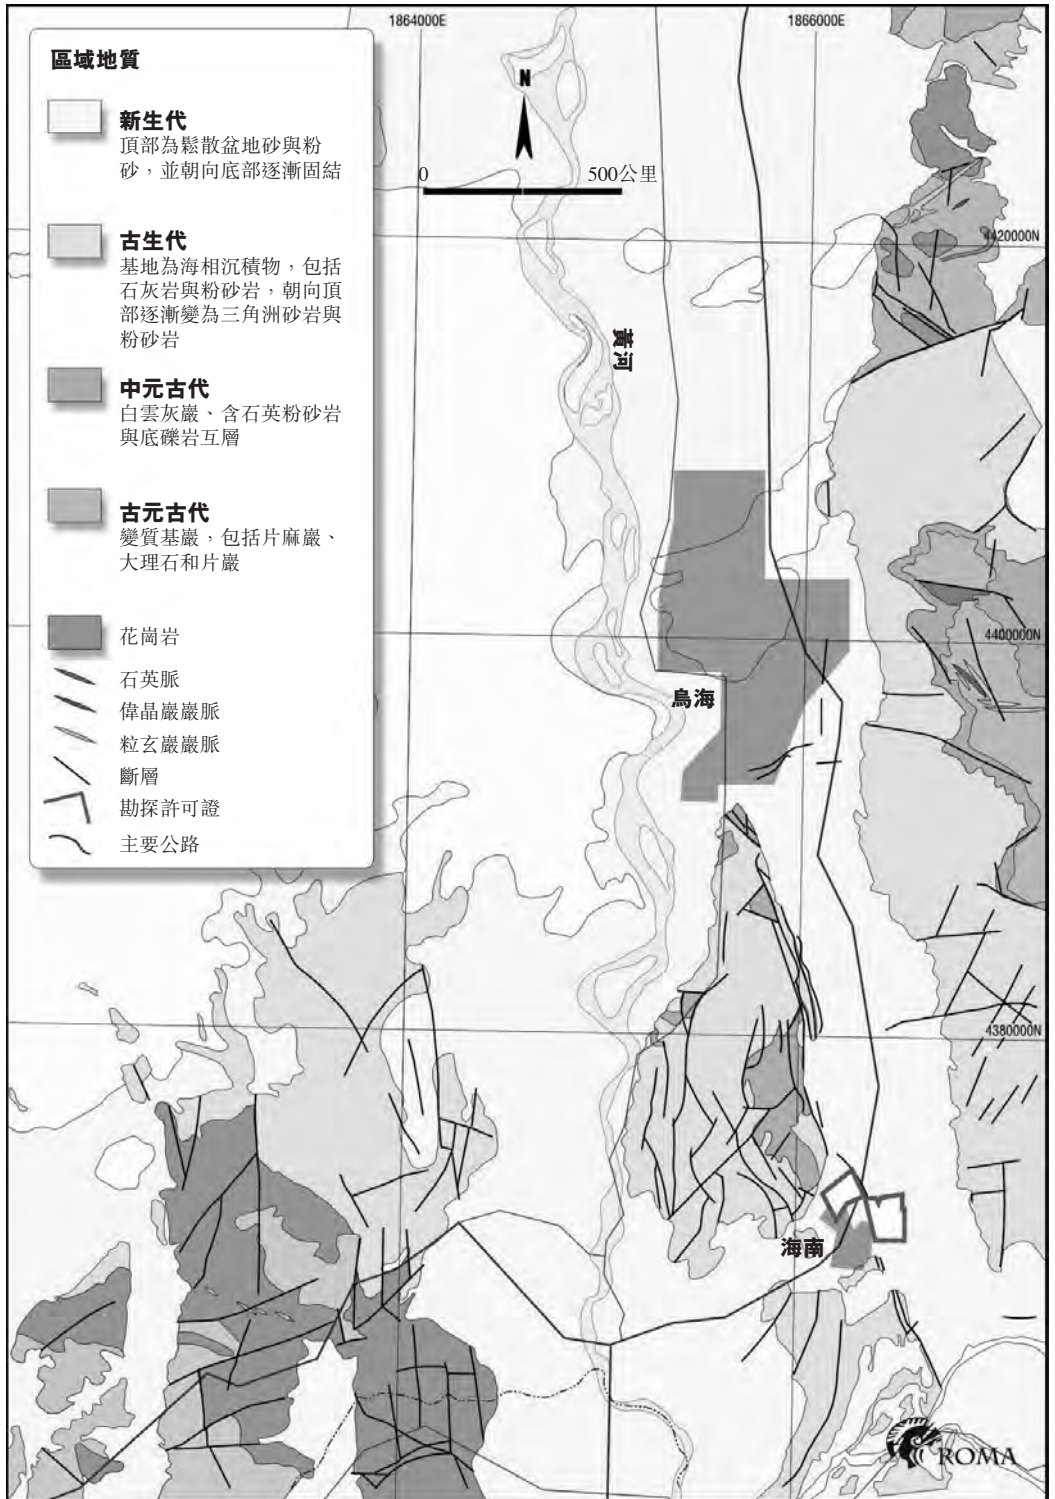 1864000E
1866000E
區域地質
新生代
頂部為鬆散盆地砂與粉
砂，並朝向底部逐漸固結
古生代
基地為海相沉積物，包括
石灰岩與粉砂岩，朝向頂
部逐漸變為三角洲砂岩與
粉砂岩
中元古代
白雲灰巖、含石英粉砂岩
與底礫岩互層
古元古代
變質基巖，包括片麻巖、
大理石和片巖
花崗岩
石英脈
偉晶巖巖脈
粒玄巖巖脈
斷層
勘探許可證
主要公路
N
0 500公里
4420000N
黃河
4400000N
烏海
4380000N
海南
ROMA